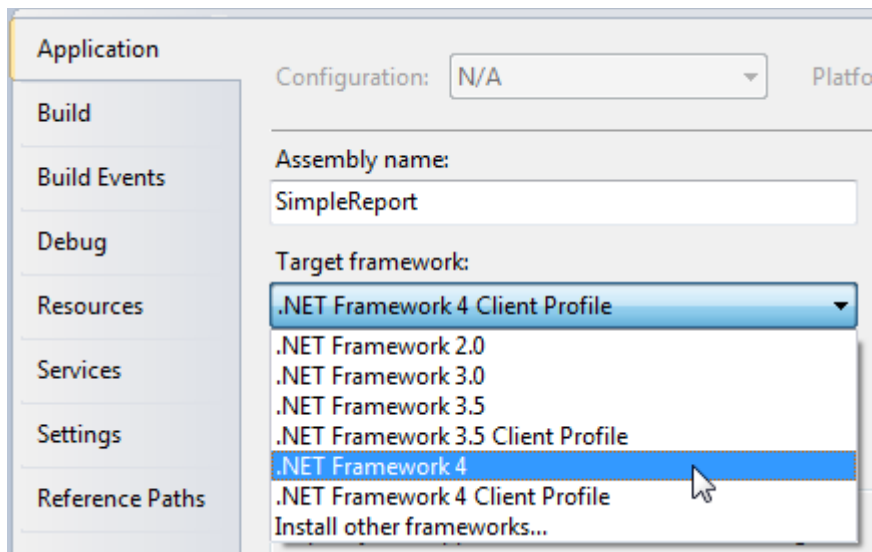 Application
Build
Build Events
Debug
Resources
Services
Settings
Reference Paths
Configuration: N/A
Assembly name:
SimpleReport
Target framework:
.NET Framework 4 Client Profile
.NET Framework 2.0
.NET Framework 3.0
.NET Framework 3.5
.NET Framework 3.5 Client Profile
.NET Framework 4
.NET Framework 4 Client Profile
Install other frameworks...